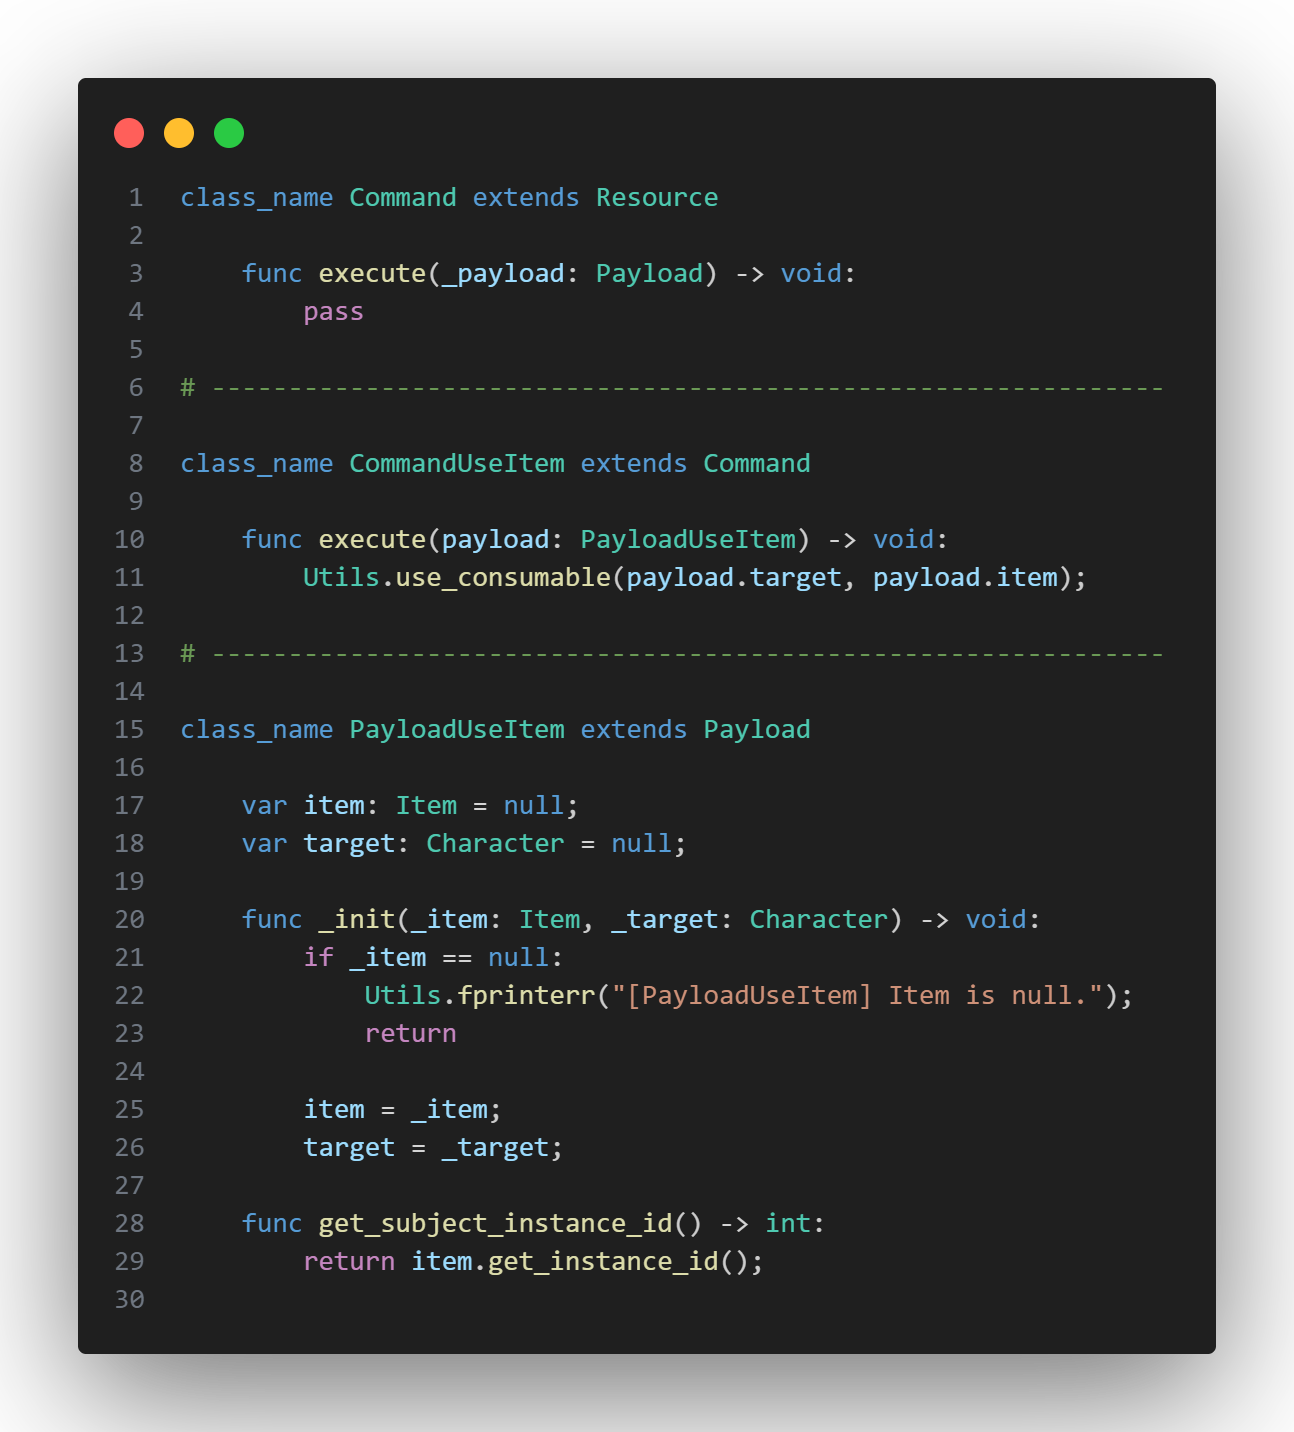 1 class_name Command extends Resource
2
3     func execute(_payload: Payload) -> void:
4         pass
5
6 # --------------------------------------------------------------
7
8 class_name CommandUseItem extends Command
9
10     func execute(payload: PayloadUseItem) -> void:
11         Utils.use_consumable(payload.target, payload.item);
12
13 # --------------------------------------------------------------
14
15 class_name PayloadUseItem extends Payload
16
17     var item: Item = null;
18     var target: Character = null;
19
20     func _init(_item: Item, _target: Character) -> void:
21         if _item == null:
22             Utils.fprinterr("[PayloadUseItem] Item is null.");
23             return
24
25         item = _item;
26         target = _target;
27
28     func get_subject_instance_id() -> int:
29         return item.get_instance_id();
30